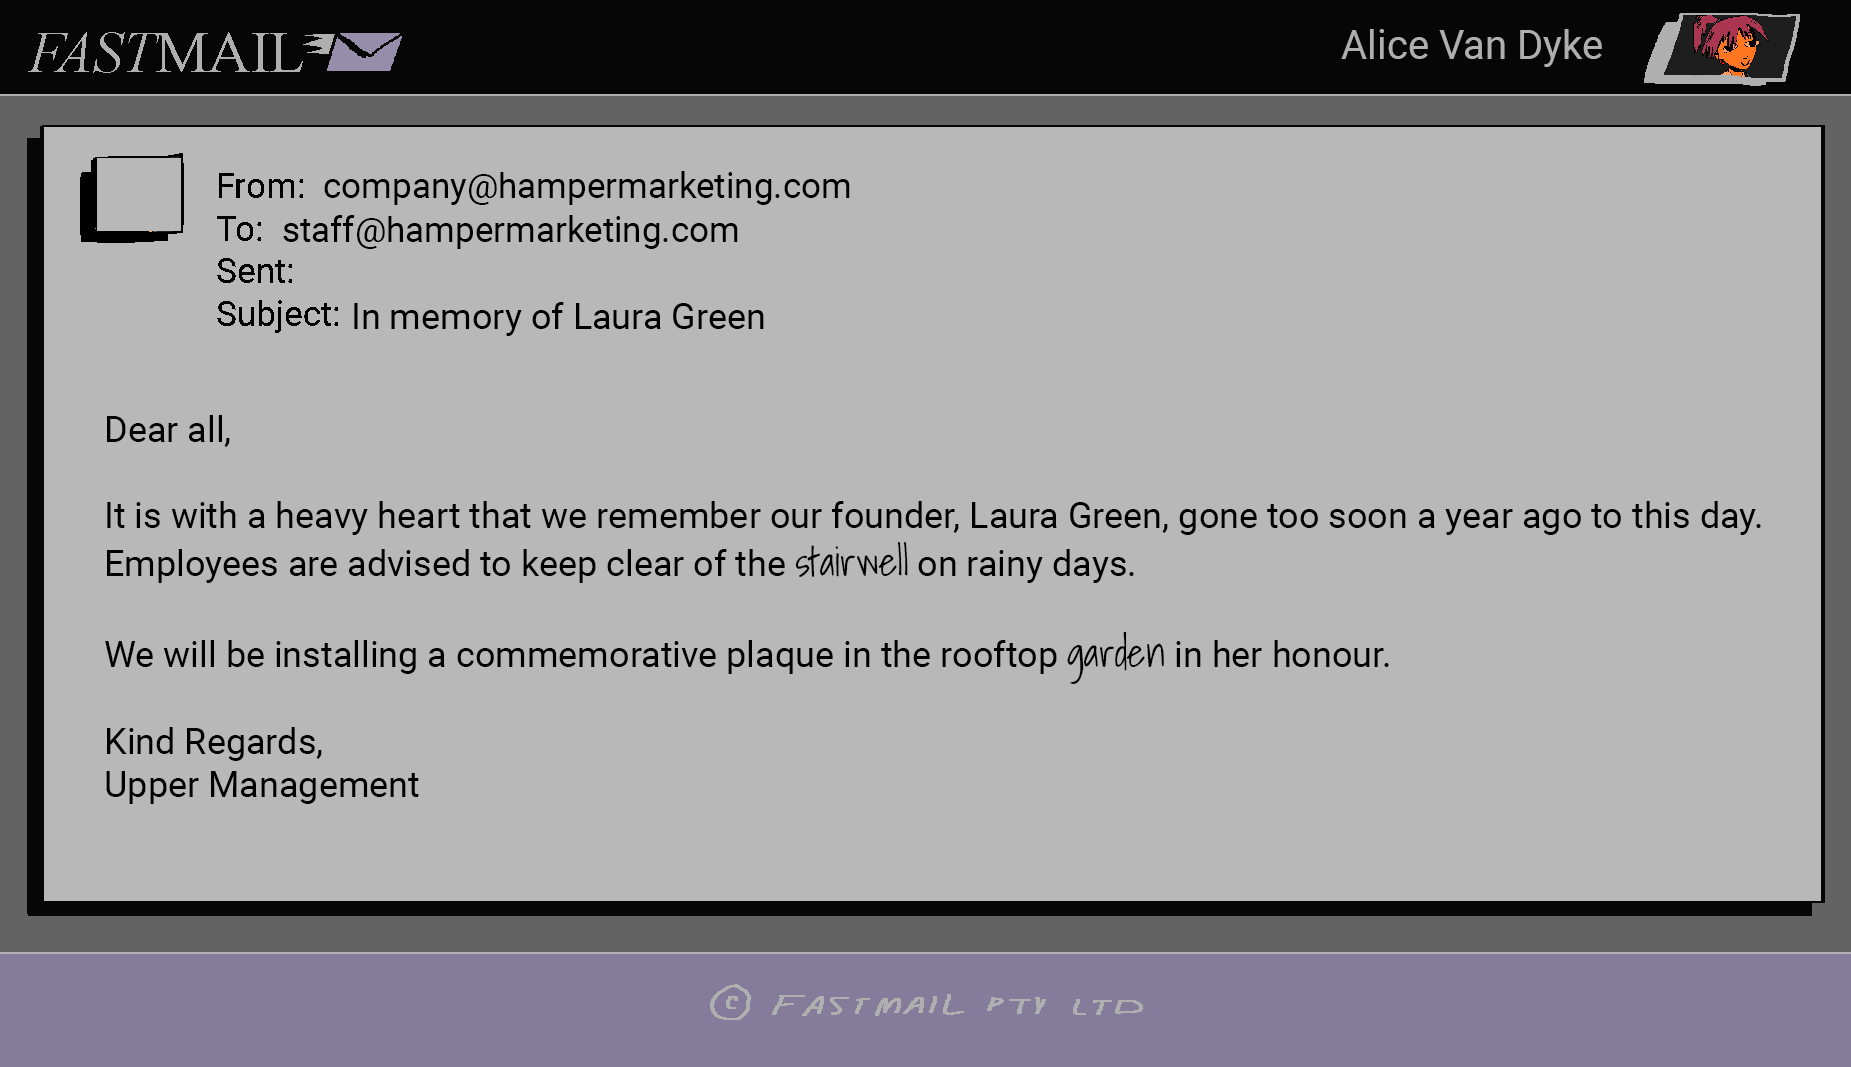 FASTMAIL
Alice Van Dyke
From: company@hampermarketing.com
To: staff@hampermarketing.com
Sent:
Subject: In memory of Laura Green
Dear all,
It is with a heavy heart that we remember our founder, Laura Green, gone too soon a year ago to this day.
Employees are advised to keep clear of the stairwell on rainy days.
We will be installing a commemorative plaque in the rooftop garden in her honour.
Kind Regards,
Upper Management
© FASTMAIL PTY LTD